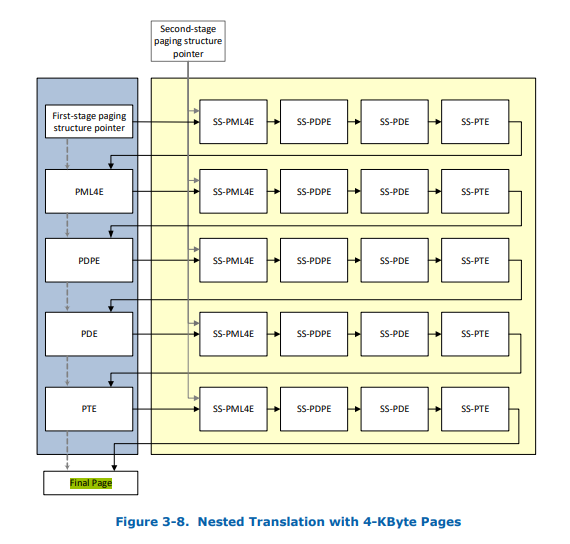 Second-stage
paging structure
pointer
First-stage paging
structure pointer
SS-PML4E
SS-PDPE
SS-PDE
SS-PTE
PML4E
SS-PML4E
SS-PDPE
SS-PDE
SS-PTE
PDPE
SS-PML4E
SS-PDPE
SS-PDE
SS-PTE
PDE
SS-PML4E
SS-PDPE
SS-PDE
SS-PTE
PTE
SS-PML4E
SS-PDPE
SS-PDE
SS-PTE
Final Page
Figure 3-8. Nested Translation with 4-KByte Pages